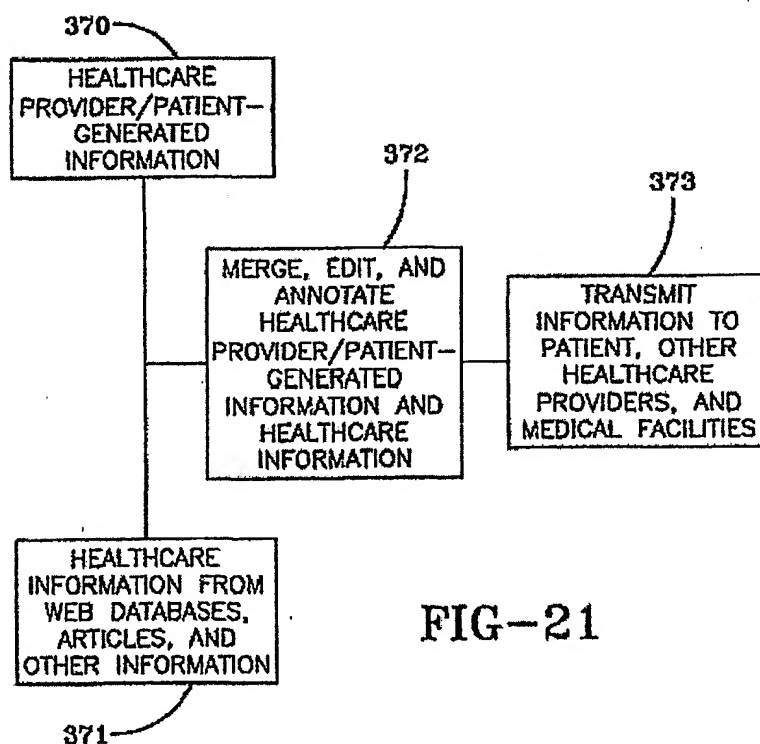 370
HEALTHCARE
PROVIDER/PATIENT-
GENERATED
INFORMATION
372
MERGE, EDIT, AND
ANNOTATE
HEALTHCARE
PROVIDER/PATIENT-
GENERATED
INFORMATION AND
HEALTHCARE
INFORMATION
373
TRANSMIT
INFORMATION TO
PATIENT, OTHER
HEALTHCARE
PROVIDERS, AND
MEDICAL FACILITIES
HEALTHCARE
INFORMATION FROM
WEB DATABASES,
ARTICLES, AND
OTHER INFORMATION
371
FIG-21